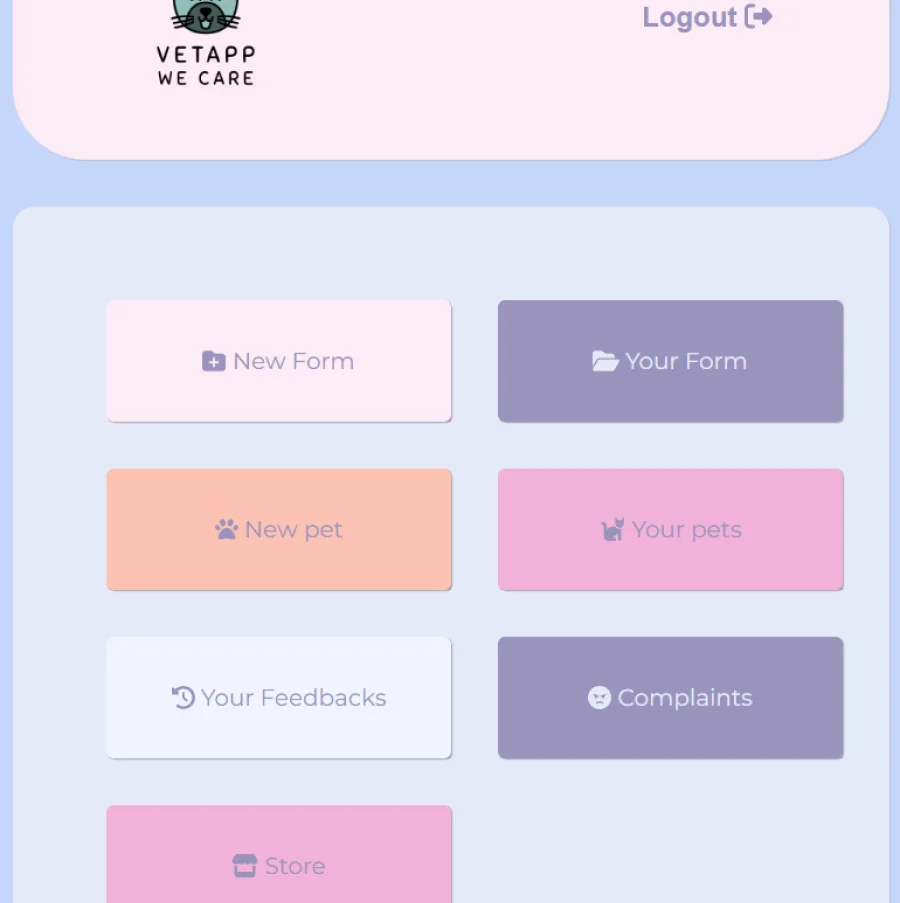 Logout
VETAPP
WE CARE
New Form
Your Form
New pet
Your pets
Your Feedbacks
Complaints
Store